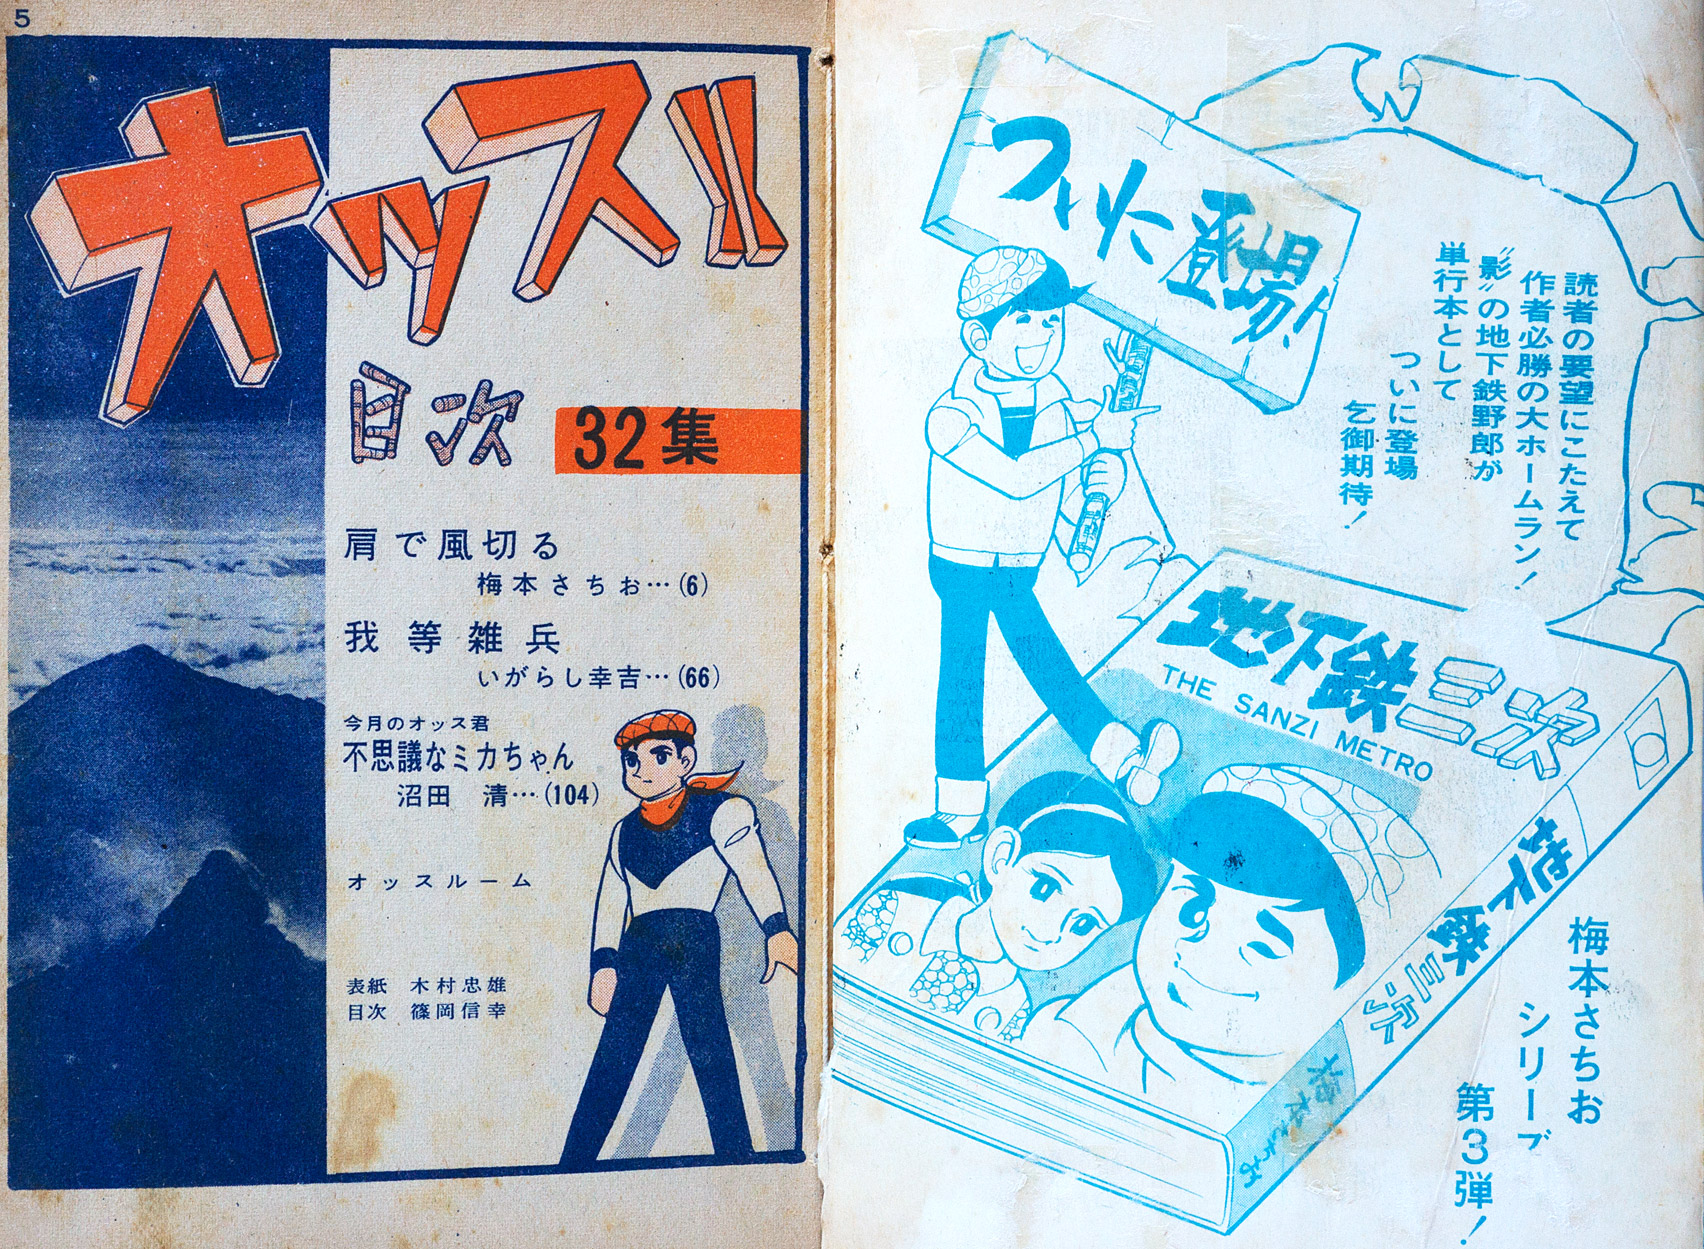 5
オッス!!
目次
32集
肩で風切る
梅本さちお…(6)
我等雑兵
いがらし幸吉…(66)
今月のオッス君
不思議なミカちゃん
沼田　清…(104)
オッスルーム
表紙　木村忠雄
目次　篠岡信幸
ついに登場!
読者の要望にこたえて
作者必勝の大ホームラン！
〝影〟の地下鉄野郎が
単行本として
ついに登場
乞御期待！
地下鉄三次
THE SANZI METRO
地下鉄三次
梅本さちお
梅本さちお
シリーズ
第3弾！